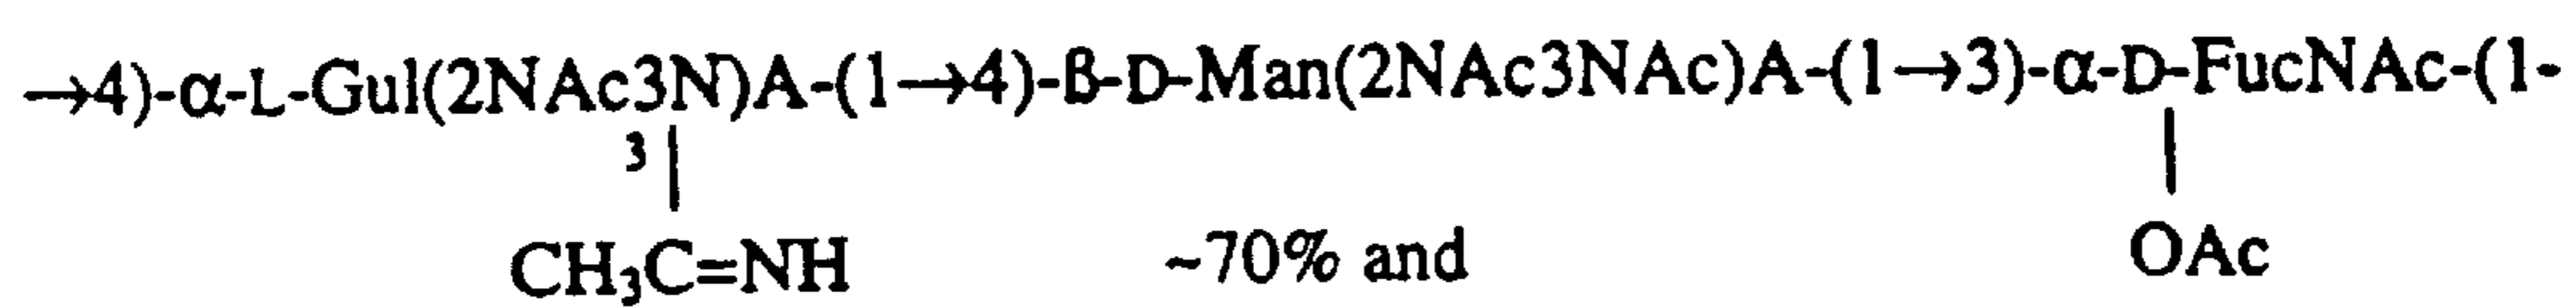 →4)-α-L-Gul(2NAc3N)A-(1→4)-ß-D-Man(2NAc3NAc)A-(1→3)-α-D-FucNAc-(1-
3
CH₃C=NH ~70% and OAc